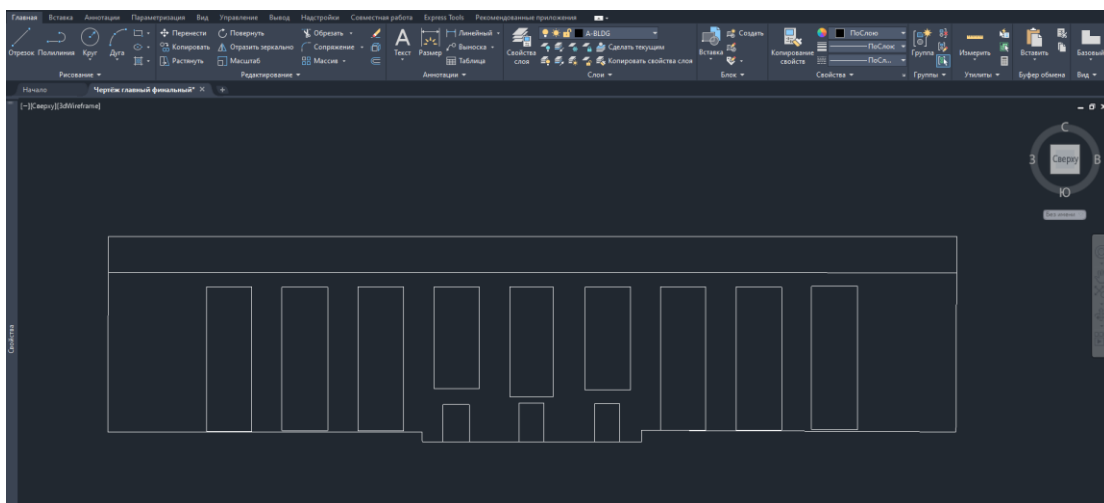 Главная Вставка Аннотации Параметризация Вид Управление Вывод Надстройки Совместная работа Express Tools Рекомендованные приложения
Отрезок Полилиния Круг Дуга
Перенести Повернуть Обрезать
Копировать Отразить зеркально Сопряжение
Растянуть Масштаб Массив
Текст Размер
Линейный
Выноска
Таблица
Свойства слоя
A-BLDG
Сделать текущим
Копировать свойства слоя
Вставка
Создать
Копирование свойств
ПоСлою
ПоСлою
ПоСл...
Группа
Измерить
Вставить
Базовый
Рисование Редактирование Аннотации Слои Блок Свойства Группы Утилиты Буфер обмена Вид
Начало Чертёж главный финальный*
[−][Сверху][3dWireframe]
С
З Сверху В
Ю
Свойства